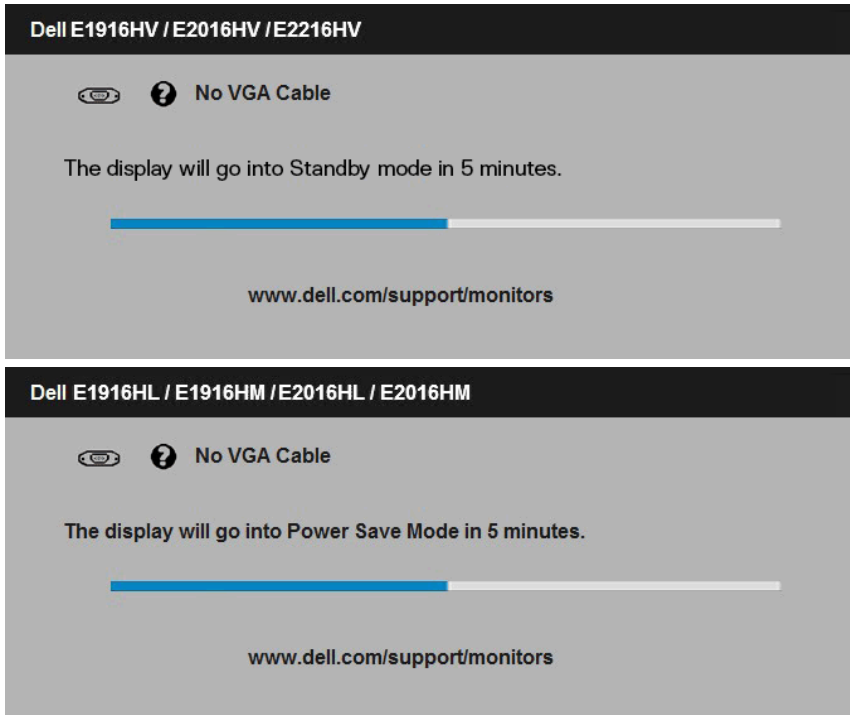 Dell E1916HV / E2016HV / E2216HV
No VGA Cable
The display will go into Standby mode in 5 minutes.
www.dell.com/support/monitors
Dell E1916HL / E1916HM / E2016HL / E2016HM
No VGA Cable
The display will go into Power Save Mode in 5 minutes.
www.dell.com/support/monitors